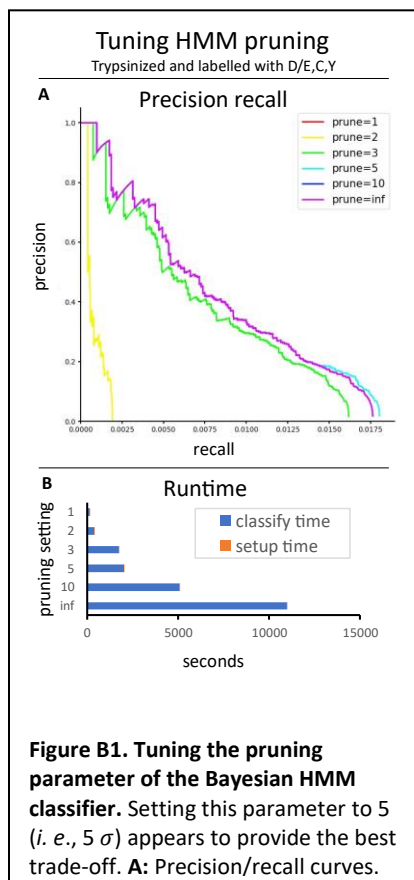 Tuning HMM pruning
Trypsinized and labelled with D/E,C,Y
A
Precision recall
prune=1
prune=2
prune=3
prune=5
prune=10
prune=inf
precision
1.0
0.8
0.6
0.4
0.2
0.0
0.0000 0.0025 0.0050 0.0075 0.0100 0.0125 0.0150 0.0175
recall
B
Runtime
classify time
setup time
pruning setting
1
2
3
5
10
inf
0 5000 10000 15000
seconds
Figure B1. Tuning the pruning
parameter of the Bayesian HMM
classifier. Setting this parameter to 5
(i. e., 5 σ) appears to provide the best
trade-off. A: Precision/recall curves.